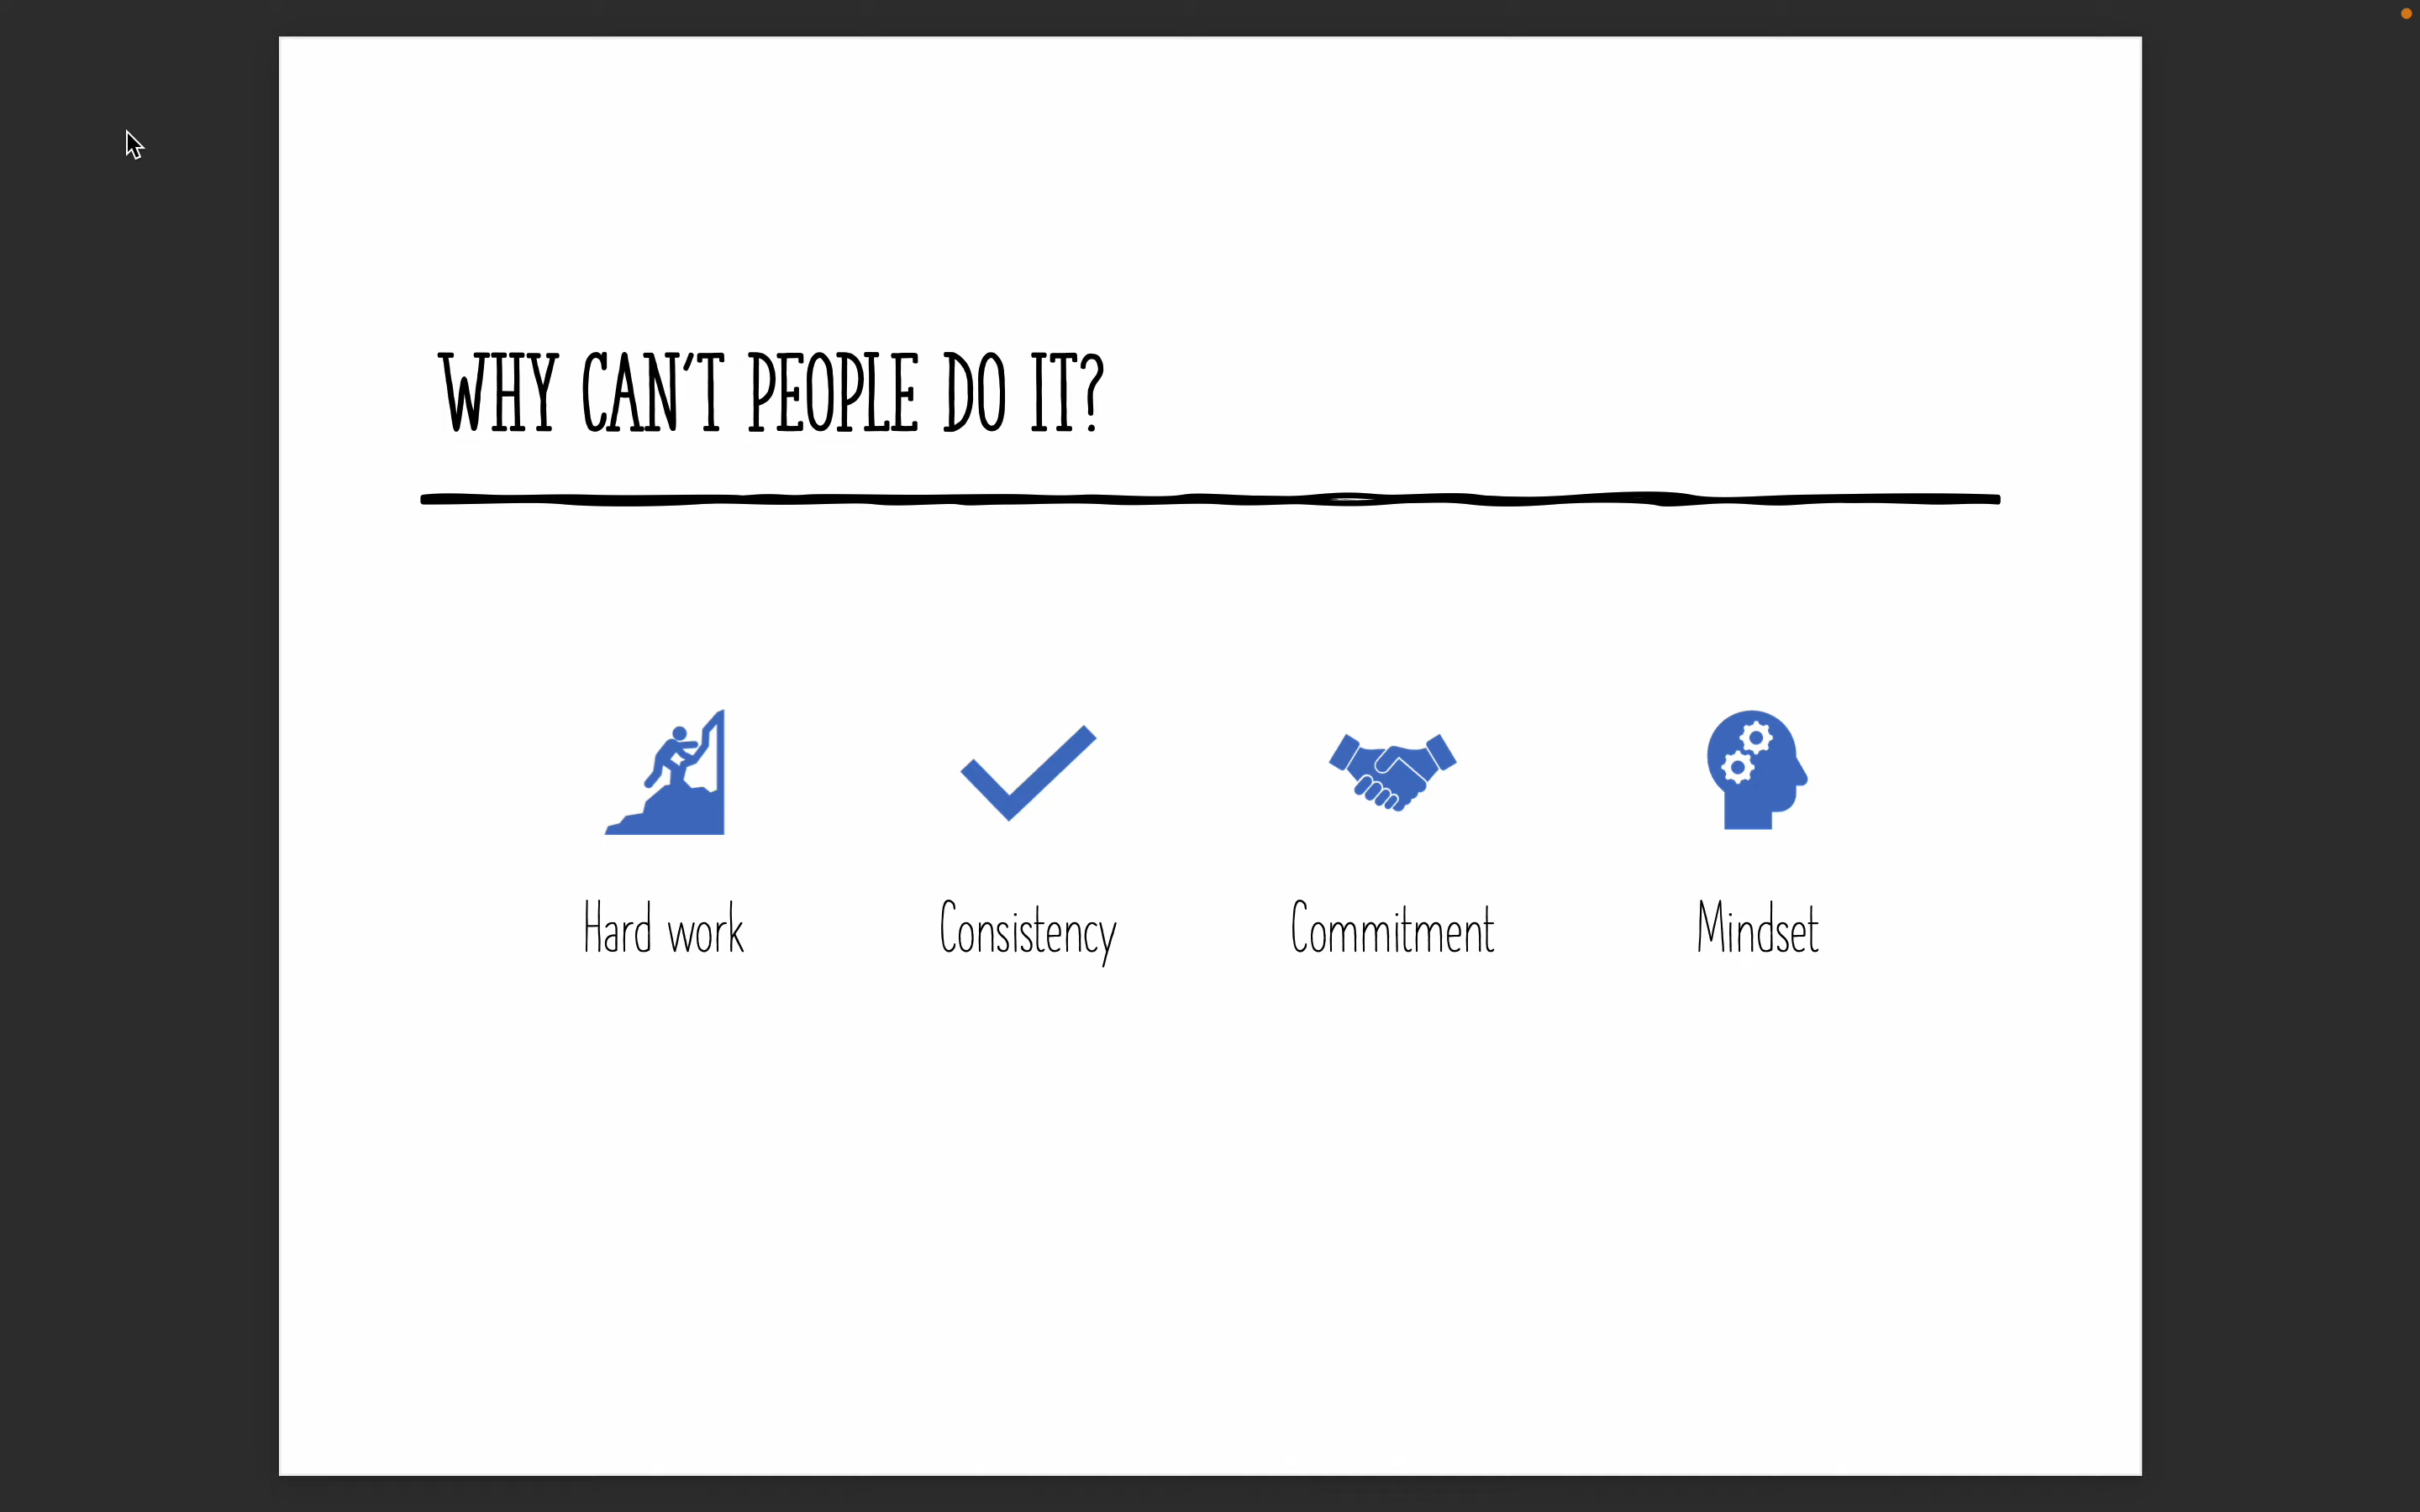 WHY CAN'T PEOPLE DO IT?
Hard work
Consistency
Commitment
Mindset